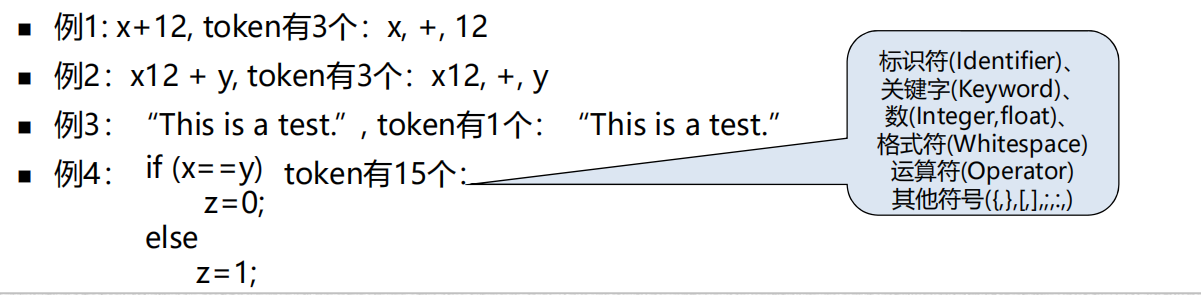 ▪ 例1: x+12, token有3个：x, +, 12
▪ 例2：x12 + y, token有3个：x12, +, y
▪ 例3： “This is a test.” , token有1个： “This is a test.”
▪ 例4： if (x==y) token有15个：
z=0;
else
z=1;
标识符(Identifier)、
关键字(Keyword)、
数(Integer,float)、
格式符(Whitespace)
运算符(Operator)
其他符号({,},[,],;,:,)